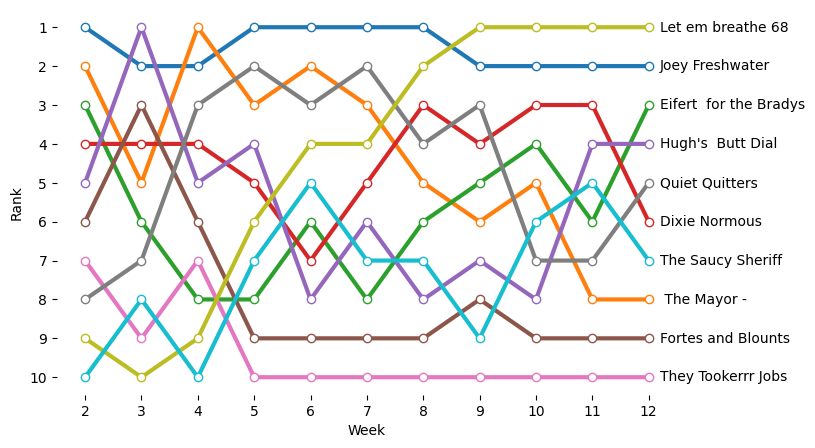 1 Let em breathe 68
2 Joey Freshwater
3 Eifert  for the Bradys
4 Hugh's  Butt Dial
5 Quiet Quitters
6 Dixie Normous
7 The Saucy Sheriff
8 The Mayor -
9 Fortes and Blounts
10 They Tookerrr Jobs
Rank
2 3 4 5 6 7 8 9 10 11 12
Week